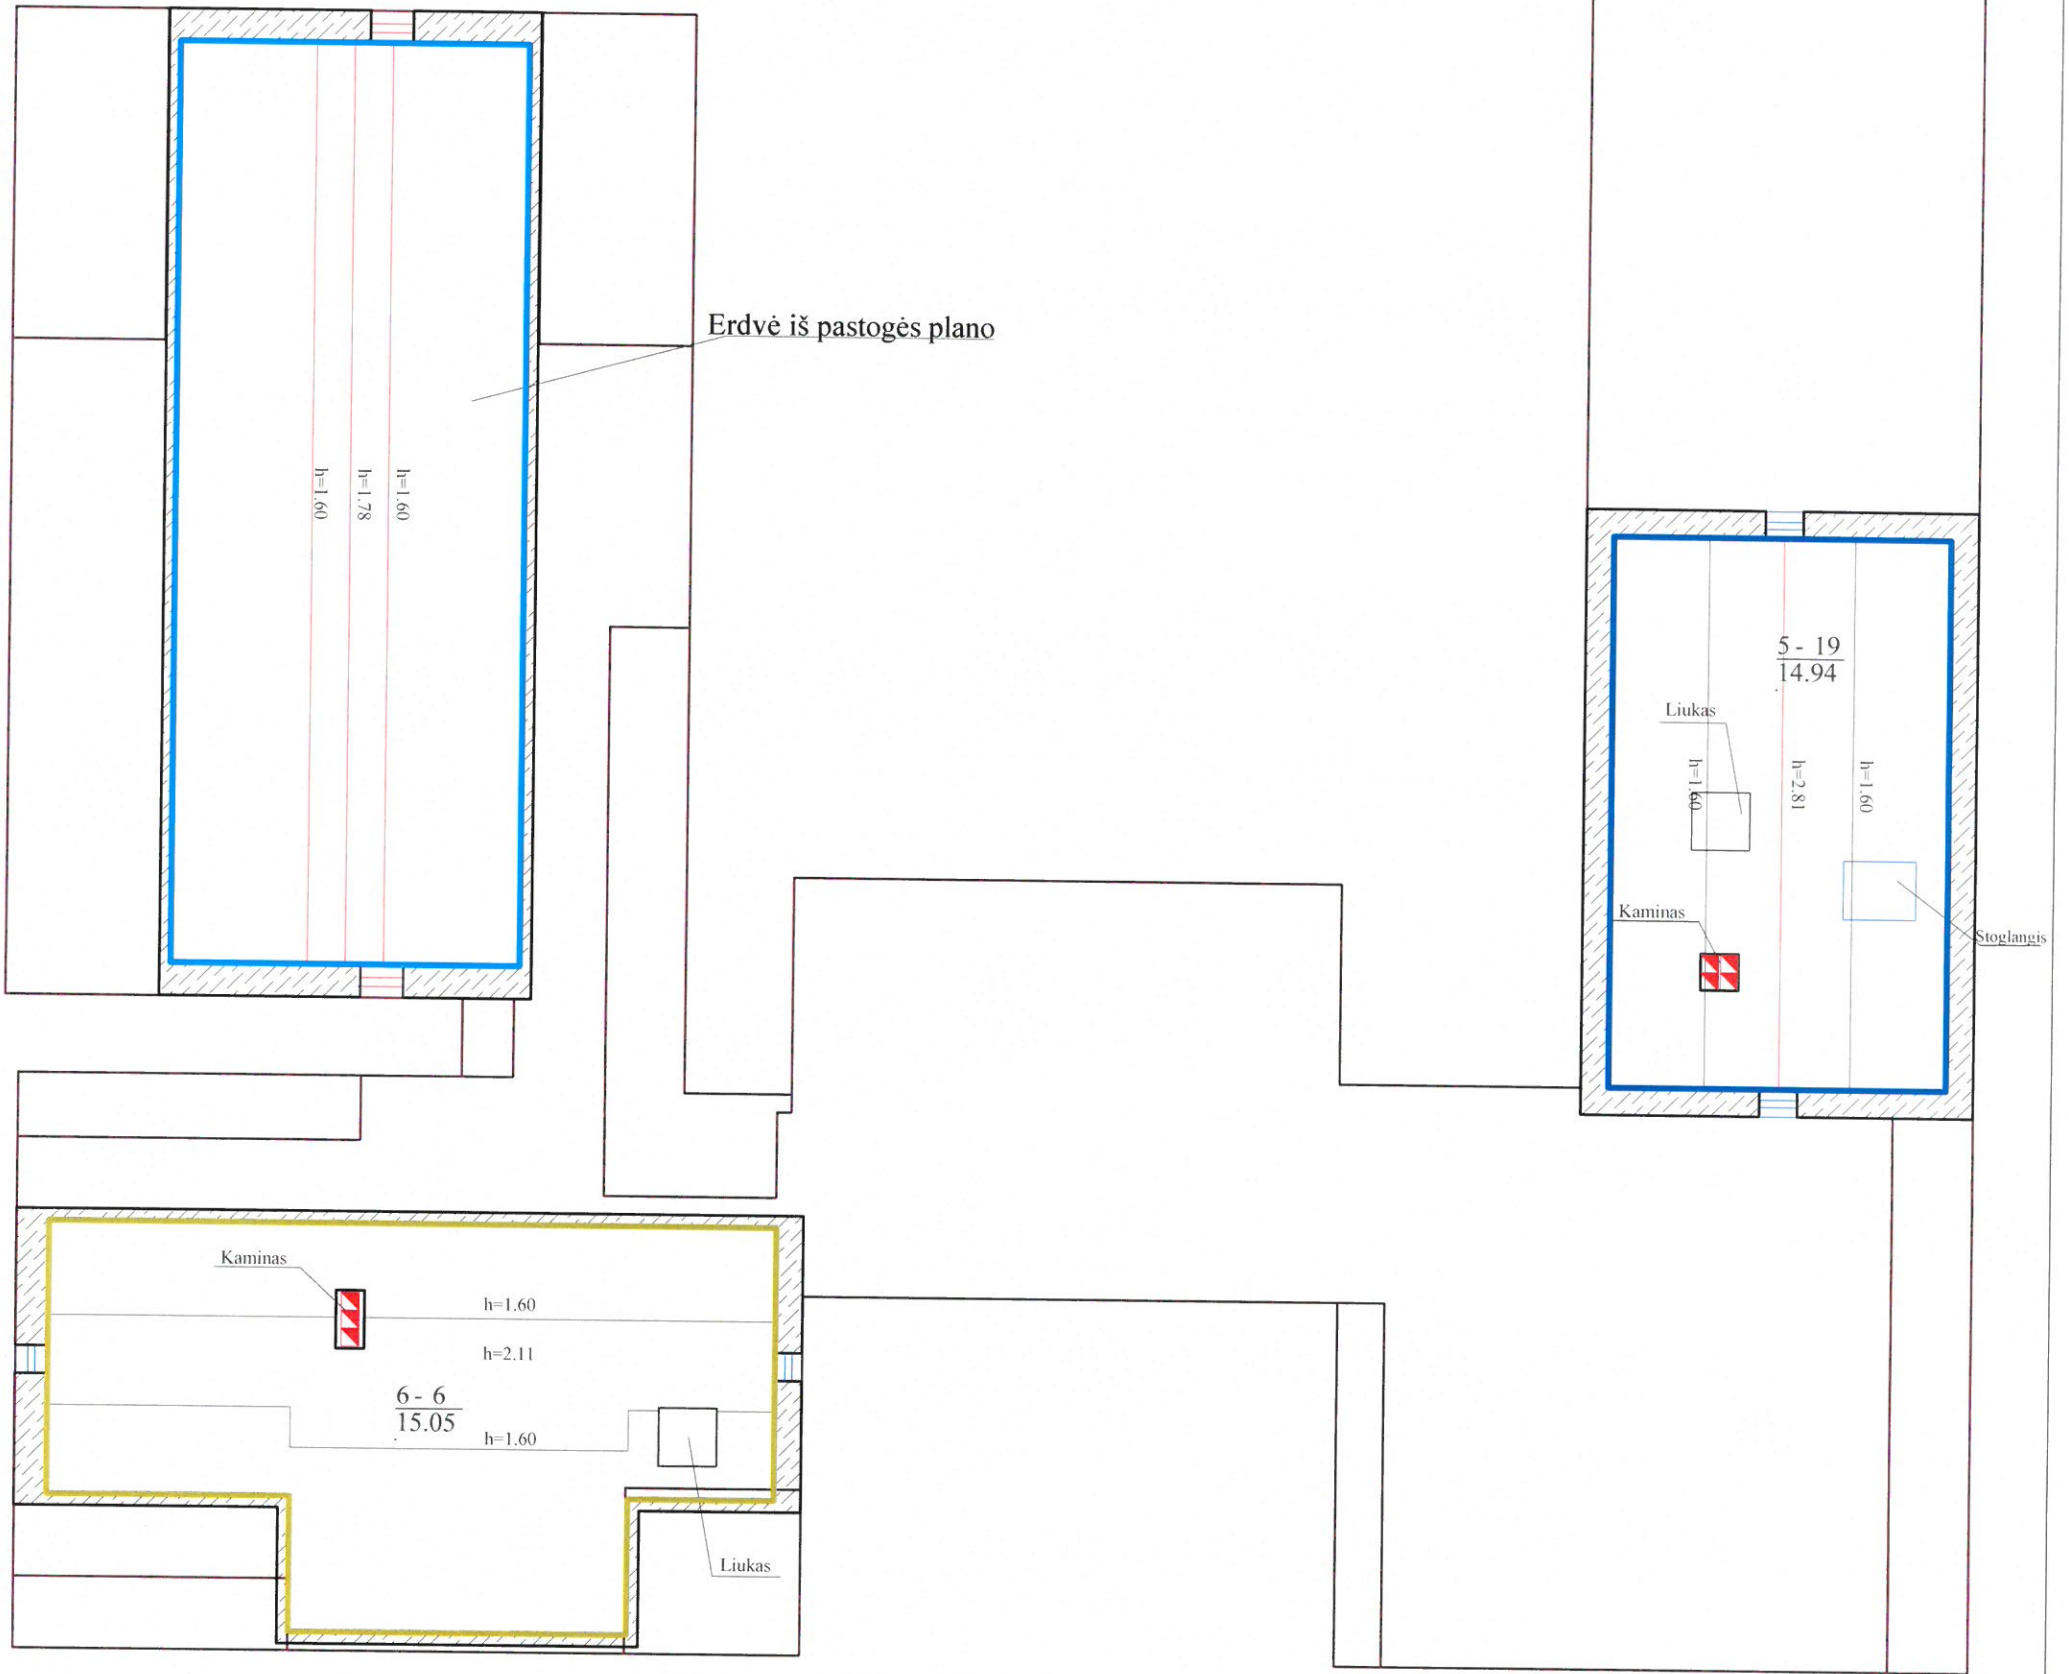 Erdvė iš pastogės plano
h=1.60
h=1.78
h=1.60
5 - 19
14.94
Liukas
h=1.60
h=2.81
h=1.60
Kaminas
Stoglangis
Kaminas
h=1.60
h=2.11
6 - 6
15.05
h=1.60
Liukas